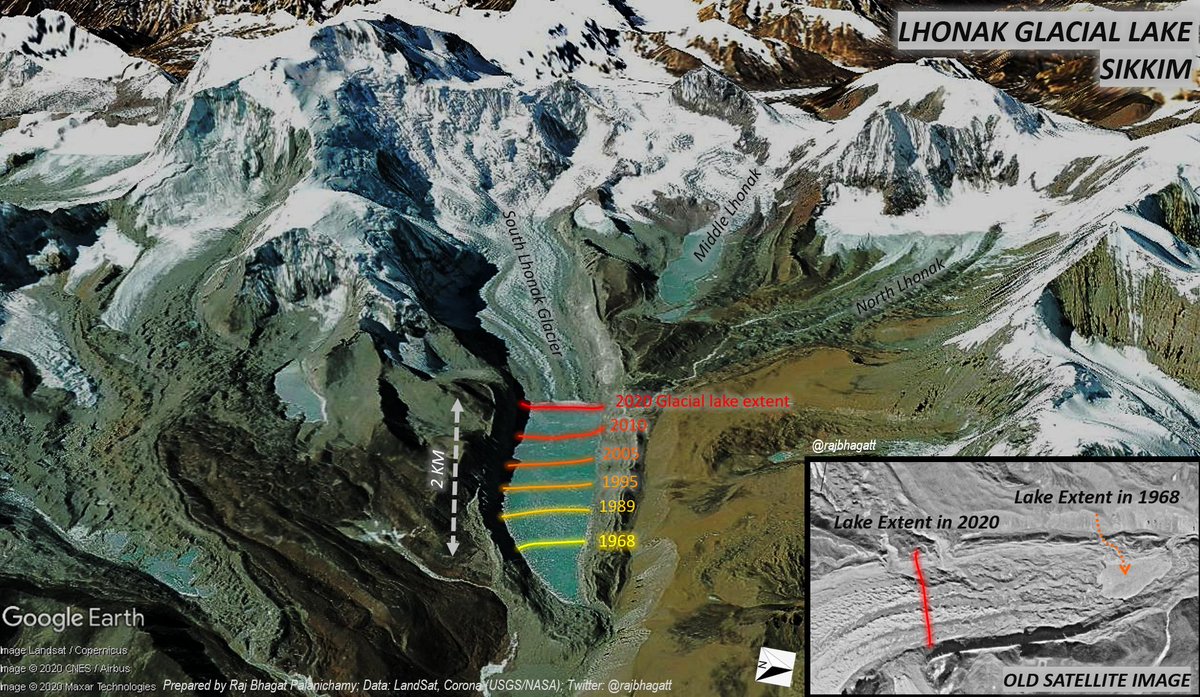 LHONAK GLACIAL LAKE
SIKKIM
South Lhonak Glacier
Middle Lhonak
North Lhonak
2020 Glacial lake extent
2010
2005
1995
1989
1968
2 KM
@rajbhagatt
Lake Extent in 1968
Lake Extent in 2020
OLD SATELLITE IMAGE
N
Google Earth
Image Landsat / Copernicus
Image © 2020 CNES / Airbus
Image © 2020 Maxar Technologies
Prepared by Raj Bhagat Palanichamy; Data: LandSat, Corona (USGS/NASA); Twitter: @rajbhagatt